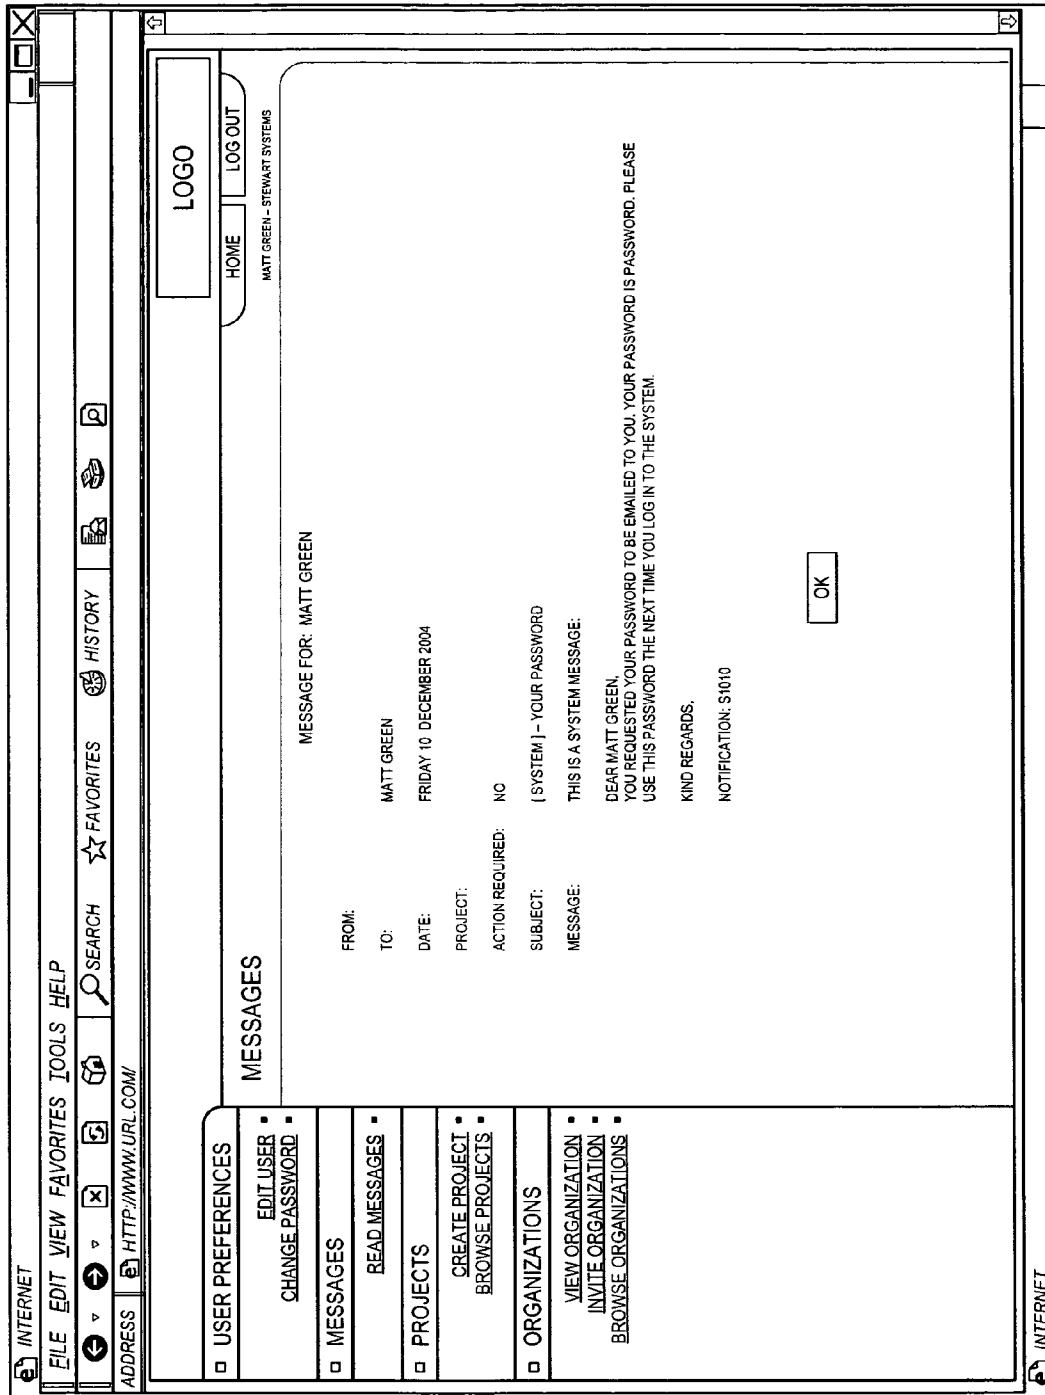 INTERNET
FILE EDIT VIEW FAVORITES TOOLS HELP
SEARCH FAVORITES HISTORY
ADDRESS HTTP://WWW.URL.COM/
LOGO
HOME LOG OUT
MATT GREEN – STEWART SYSTEMS
USER PREFERENCES
EDIT USER
CHANGE PASSWORD
MESSAGES
READ MESSAGES
PROJECTS
CREATE PROJECT
BROWSE PROJECTS
ORGANIZATIONS
VIEW ORGANIZATION
INVITE ORGANIZATION
BROWSE ORGANIZATIONS
MESSAGES
MESSAGE FOR: MATT GREEN
FROM:
TO: MATT GREEN
DATE: FRIDAY 10 DECEMBER 2004
PROJECT:
ACTION REQUIRED: NO
SUBJECT: [ SYSTEM ] – YOUR PASSWORD
MESSAGE: THIS IS A SYSTEM MESSAGE:
DEAR MATT GREEN,
YOU REQUESTED YOUR PASSWORD TO BE EMAILED TO YOU. YOUR PASSWORD IS PASSWORD. PLEASE
USE THIS PASSWORD THE NEXT TIME YOU LOG IN TO THE SYSTEM.
KIND REGARDS,
NOTIFICATION: S1010
OK
INTERNET